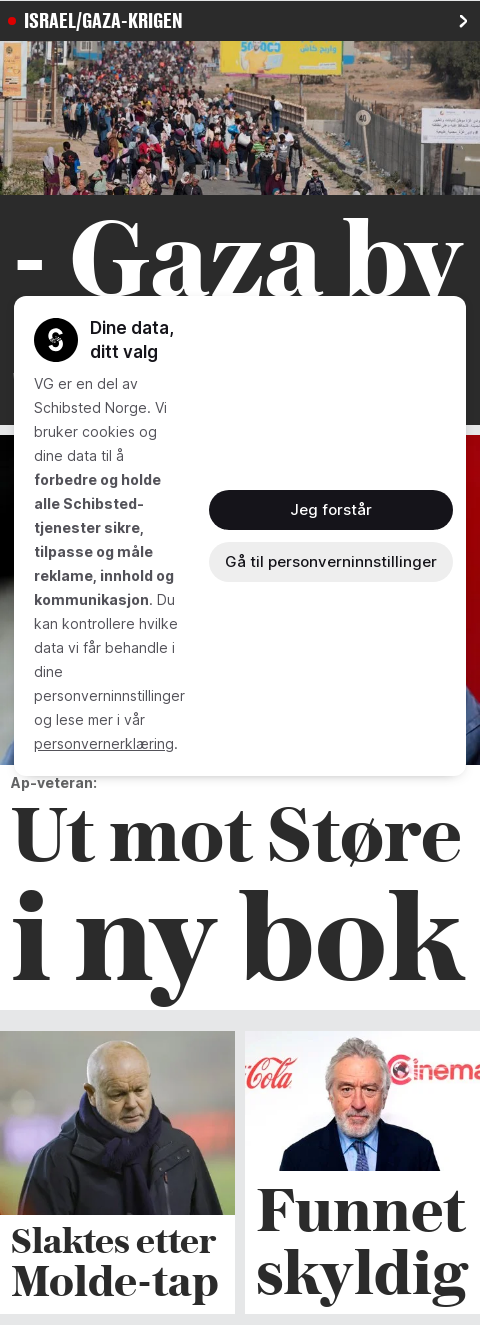 ISRAEL/GAZA-KRIGEN
40
- Gaza by
Dine data,
ditt valg
VG er en del av
Schibsted Norge. Vi
bruker cookies og
dine data til å
forbedre og holde
alle Schibsted-
tjenester sikre,
tilpasse og måle
reklame, innhold og
kommunikasjon. Du
kan kontrollere hvilke
data vi får behandle i
dine
personverninnstillinger
og lese mer i vår
personvernerklæring.
Jeg forstår
Gå til personverninnstillinger
Ap-veteran:
Ut mot Støre
i ny bok
Cola
Cinema
Slaktes etter
Molde-tap
Funnet
skyldig